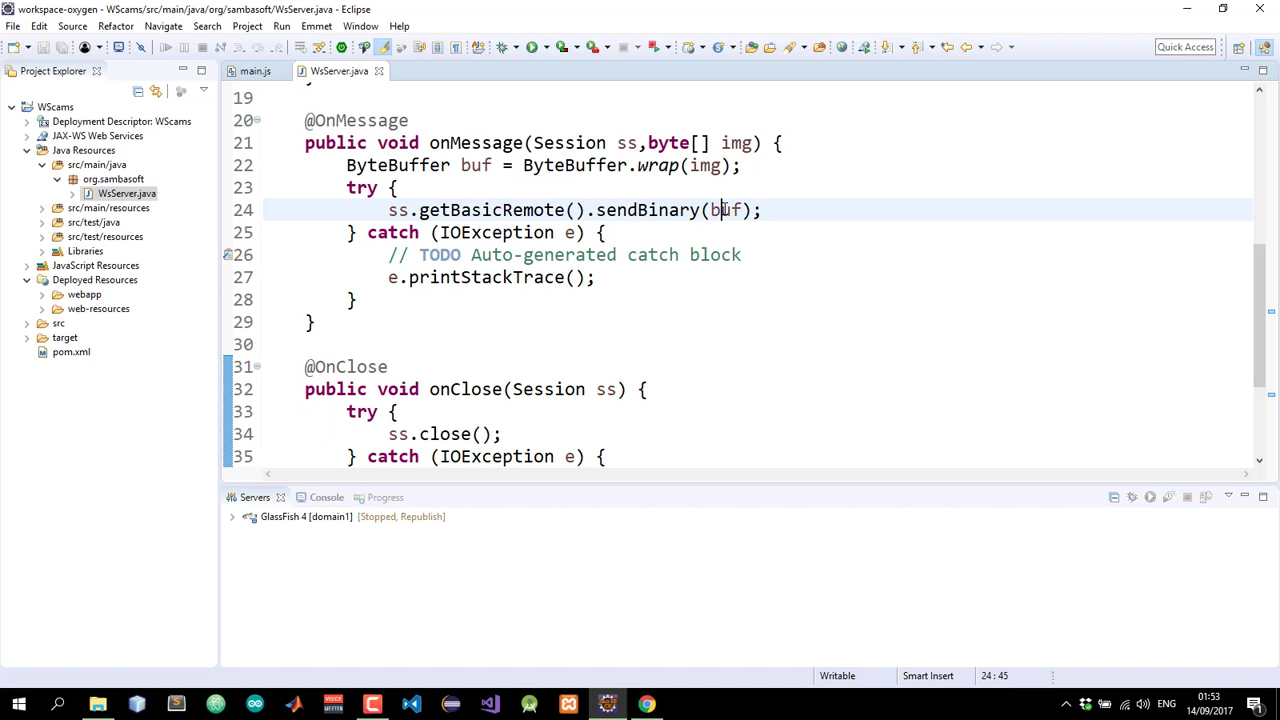 workspace-oxygen - WScams/src/main/java/org/sambasoft/WsServer.java - Eclipse
File Edit Source Refactor Navigate Search Project Run Emmet Window Help
Quick Access
Project Explorer
main.js
WsServer.java
WScams
Deployment Descriptor: WScams
JAX-WS Web Services
Java Resources
src/main/java
org.sambasoft
WsServer.java
src/main/resources
src/test/java
src/test/resources
Libraries
JavaScript Resources
Deployed Resources
webapp
web-resources
src
target
pom.xml
19
20 @OnMessage
21 public void onMessage(Session ss,byte[] img) {
22 ByteBuffer buf = ByteBuffer.wrap(img);
23 try {
24 ss.getBasicRemote().sendBinary(buf);
25 } catch (IOException e) {
26 // TODO Auto-generated catch block
27 e.printStackTrace();
28 }
29 }
30
31 @OnClose
32 public void onClose(Session ss) {
33 try {
34 ss.close();
35 } catch (IOException e) {
Servers Console Progress
GlassFish 4 [domain1] [Stopped, Republish]
Writable Smart Insert 24 : 45
VOICE MEETER
ENG
01:53
14/09/2017